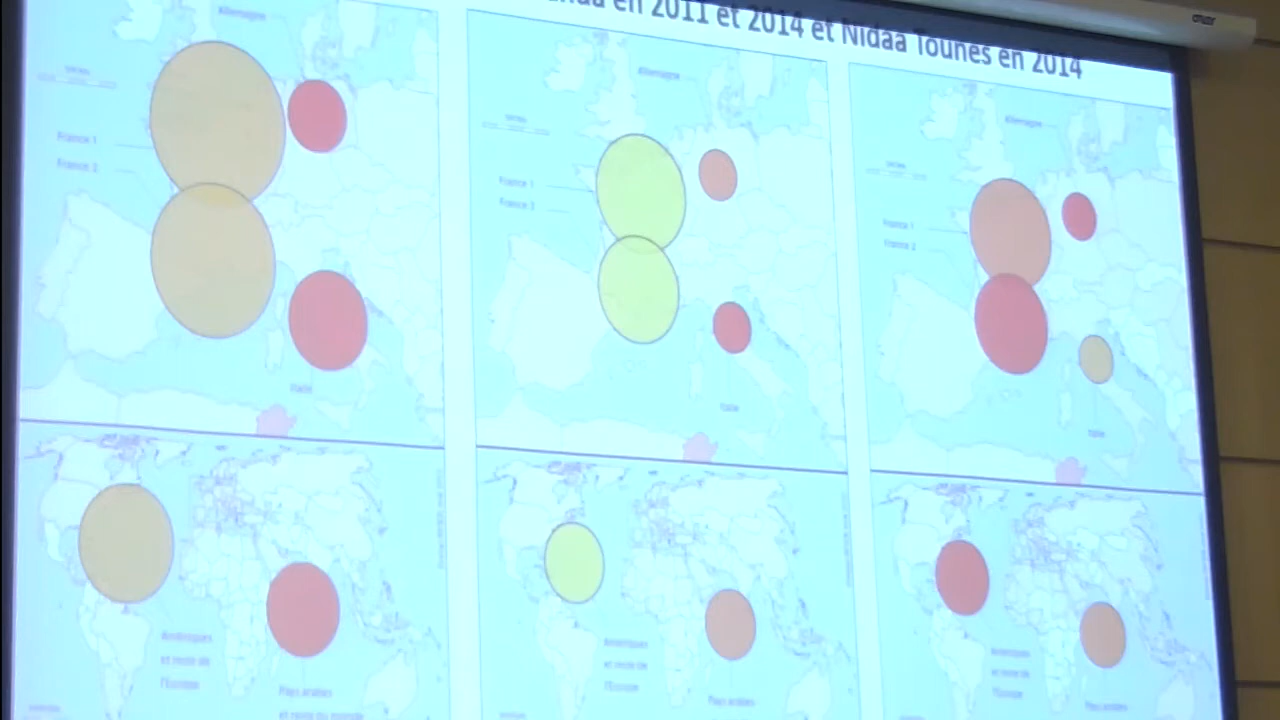 en 2011 et 2014 et Nidaa Tounes en 2014
Allemagne
France 1
France 2
Italie
Allemagne
France 1
France 2
Italie
Allemagne
France 1
France 2
Italie
Amériques
et reste de
l'Europe
Pays arabes
et reste du monde
Amériques
et reste de
l'Europe
Pays arabes
Amériques
et reste de
l'Europe
Pays arabes